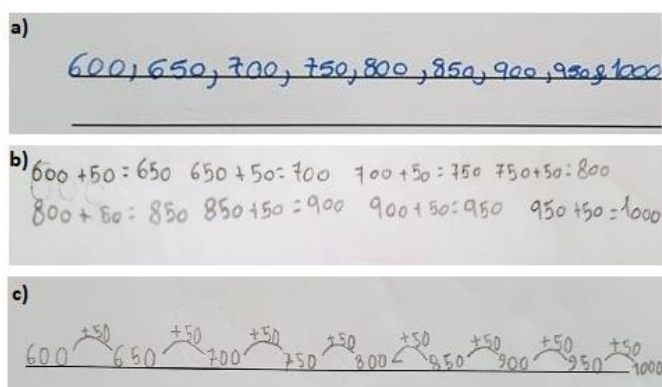 a)
600, 650, 700, 750, 800, 850, 900, 950, 1000
b)
600 + 50 = 650 650 + 50 = 700 700 + 50 = 750 750 + 50 = 800
800 + 50 = 850 850 + 50 = 900 900 + 50 = 950 950 + 50 = 1000
c)
+50 +50 +50 +50 +50 +50 +50 +50
600 650 700 750 800 850 900 950 1000